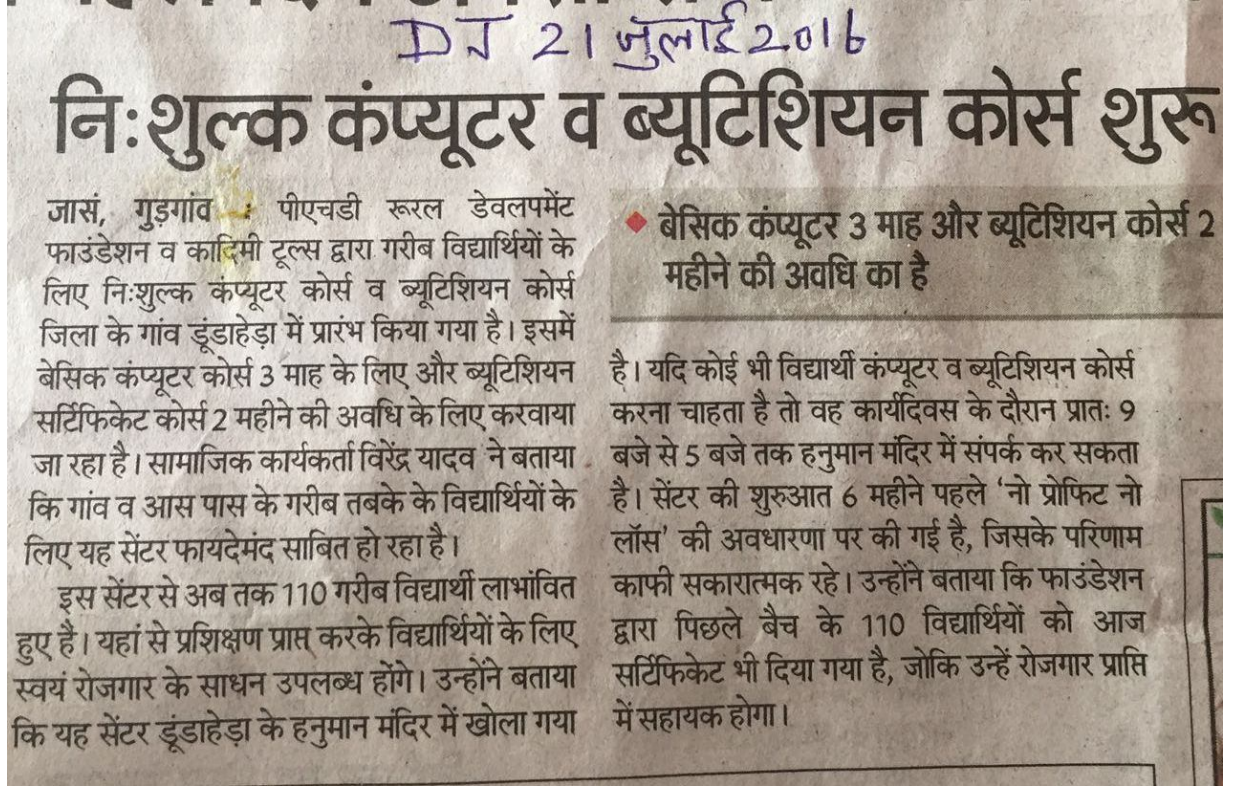 DJ 21 जुलाई 2016
निःशुल्क कंप्यूटर व ब्यूटिशियन कोर्स शुरू
जासं, गुड़गांव : पीएचडी रूरल डेवलपमेंट
फाउंडेशन व कादिमी टूल्स द्वारा गरीब विद्यार्थियों के
लिए निःशुल्क कंप्यूटर कोर्स व ब्यूटिशियन कोर्स
जिला के गांव डूंडाहेड़ा में प्रारंभ किया गया है। इसमें
बेसिक कंप्यूटर कोर्स 3 माह के लिए और ब्यूटिशियन
सर्टिफिकेट कोर्स 2 महीने की अवधि के लिए करवाया
जा रहा है। सामाजिक कार्यकर्ता विरेंद्र यादव ने बताया
कि गांव व आस पास के गरीब तबके के विद्यार्थियों के
लिए यह सेंटर फायदेमंद साबित हो रहा है।
इस सेंटर से अब तक 110 गरीब विद्यार्थी लाभांवित
हुए है। यहां से प्रशिक्षण प्राप्त करके विद्यार्थियों के लिए
स्वयं रोजगार के साधन उपलब्ध होंगे। उन्होंने बताया
कि यह सेंटर डूंडाहेड़ा के हनुमान मंदिर में खोला गया
◆ बेसिक कंप्यूटर 3 माह और ब्यूटिशियन कोर्स 2
महीने की अवधि का है
है। यदि कोई भी विद्यार्थी कंप्यूटर व ब्यूटिशियन कोर्स
करना चाहता है तो वह कार्यदिवस के दौरान प्रातः 9
बजे से 5 बजे तक हनुमान मंदिर में संपर्क कर सकता
है। सेंटर की शुरुआत 6 महीने पहले ‘नो प्रोफिट नो
लॉस’ की अवधारणा पर की गई है, जिसके परिणाम
काफी सकारात्मक रहे। उन्होंने बताया कि फाउंडेशन
द्वारा पिछले बैच के 110 विद्यार्थियों को आज
सर्टिफिकेट भी दिया गया है, जोकि उन्हें रोजगार प्राप्ति
में सहायक होगा।